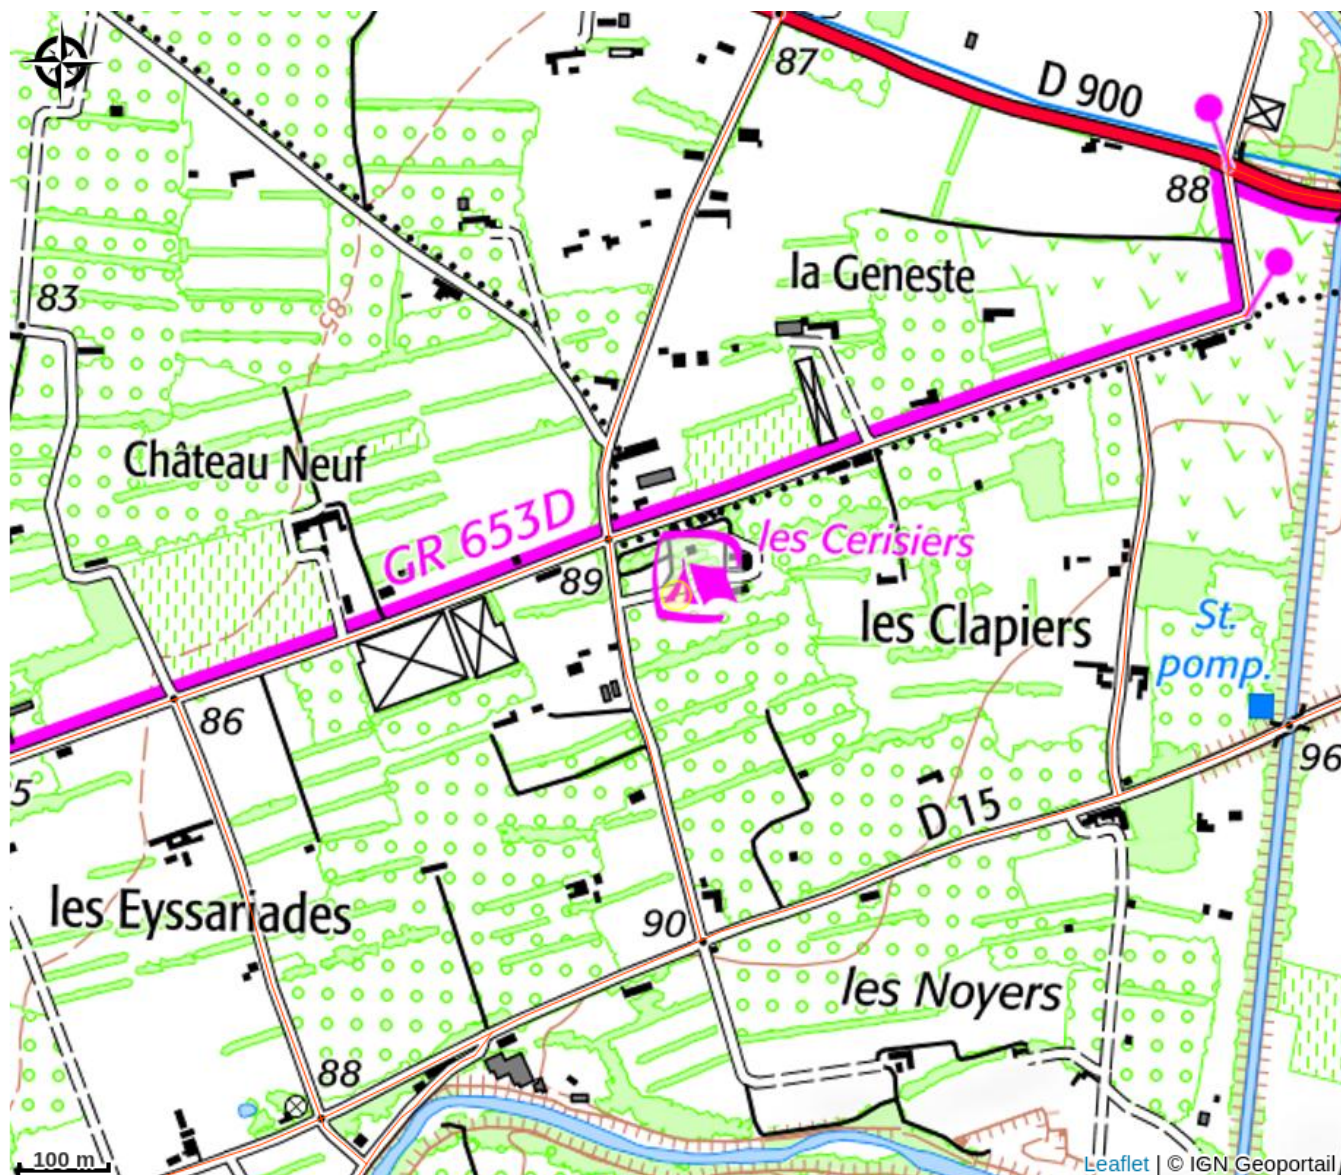 87
D 900
88
la Geneste
83
85
Château Neuf
GR 653D
les Cerisiers
89
les Clapiers
St.
pomp.
86
96
5
D 15
les Eyssariades
90
les Noyers
88
100 m
Leaflet | © IGN Geoportail